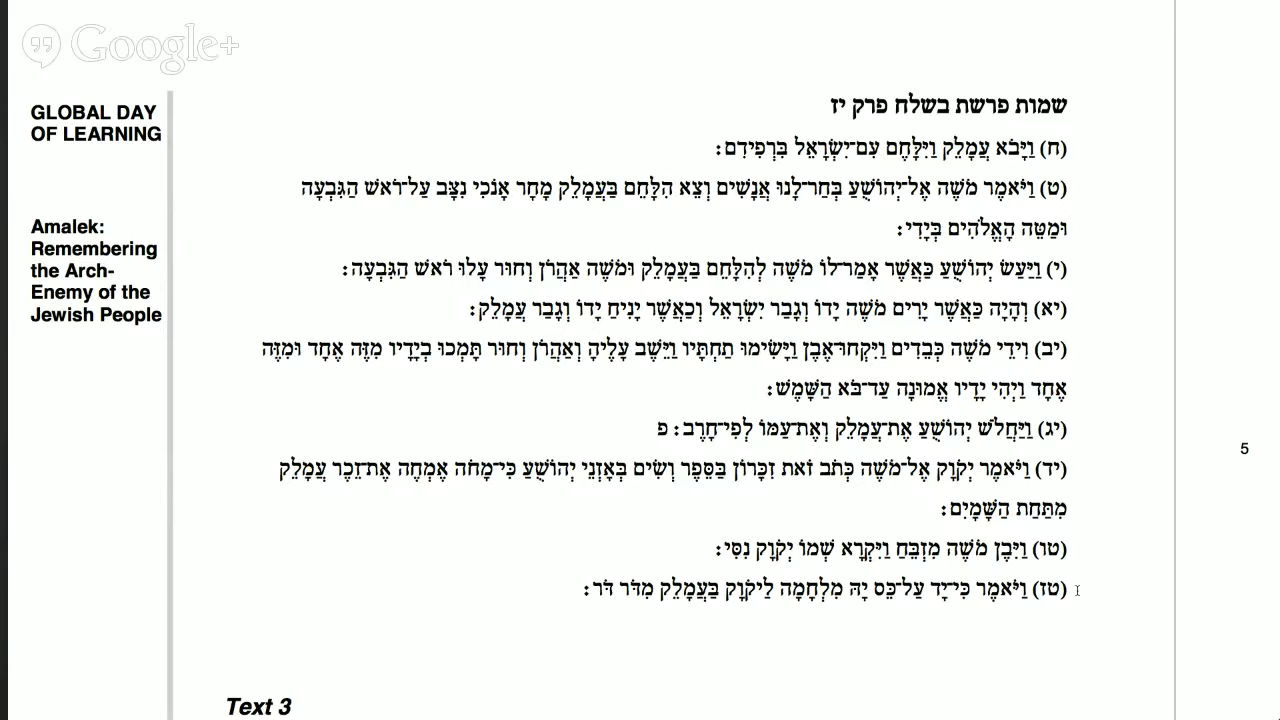 Google+
GLOBAL DAY
OF LEARNING
Amalek:
Remembering
the Arch-
Enemy of the
Jewish People
שמות פרשת בשלח פרק יז
(ח) וַיָּבֹא עֲמָלֵק וַיִּלָּחֶם עִם־יִשְׂרָאֵל בִּרְפִידִם:
(ט) וַיֹּאמֶר מֹשֶׁה אֶל־יְהוֹשֻׁעַ בְּחַר־לָנוּ אֲנָשִׁים וְצֵא הִלָּחֵם בַּעֲמָלֵק מָחָר אָנֹכִי נִצָּב עַל־רֹאשׁ הַגִּבְעָה
וּמַטֵּה הָאֱלֹהִים בְּיָדִי:
(י) וַיַּעַשׂ יְהוֹשֻׁעַ כַּאֲשֶׁר אָמַר־לוֹ מֹשֶׁה לְהִלָּחֵם בַּעֲמָלֵק וּמֹשֶׁה אַהֲרֹן וְחוּר עָלוּ רֹאשׁ הַגִּבְעָה:
(יא) וְהָיָה כַּאֲשֶׁר יָרִים מֹשֶׁה יָדוֹ וְגָבַר יִשְׂרָאֵל וְכַאֲשֶׁר יָנִיחַ יָדוֹ וְגָבַר עֲמָלֵק:
(יב) וִידֵי מֹשֶׁה כְּבֵדִים וַיִּקְחוּ־אֶבֶן וַיָּשִׂימוּ תַחְתָּיו וַיֵּשֶׁב עָלֶיהָ וְאַהֲרֹן וְחוּר תָּמְכוּ בְיָדָיו מִזֶּה אֶחָד וּמִזֶּה
אֶחָד וַיְהִי יָדָיו אֱמוּנָה עַד־בֹּא הַשָּׁמֶשׁ:
(יג) וַיַּחֲלֹשׁ יְהוֹשֻׁעַ אֶת־עֲמָלֵק וְאֶת־עַמּוֹ לְפִי־חָרֶב: פ
(יד) וַיֹּאמֶר יְקֹוָק אֶל־מֹשֶׁה כְּתֹב זֹאת זִכָּרוֹן בַּסֵּפֶר וְשִׂים בְּאָזְנֵי יְהוֹשֻׁעַ כִּי־מָחֹה אֶמְחֶה אֶת־זֵכֶר עֲמָלֵק
מִתַּחַת הַשָּׁמָיִם:
(טו) וַיִּבֶן מֹשֶׁה מִזְבֵּחַ וַיִּקְרָא שְׁמוֹ יְקֹוָק נִסִּי:
(טז) וַיֹּאמֶר כִּי־יָד עַל־כֵּס יָהּ מִלְחָמָה לַיקֹוָק בַּעֲמָלֵק מִדֹּר דֹּר:
5
Text 3